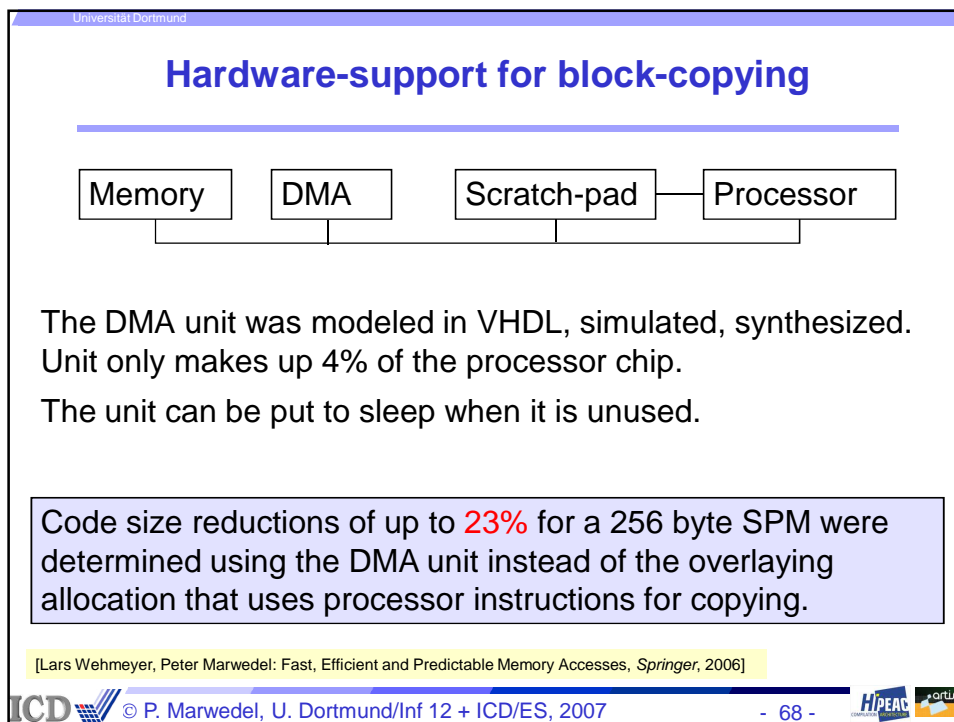 Universität Dortmund
Hardware-support for block-copying
Memory
DMA
Scratch-pad
Processor
The DMA unit was modeled in VHDL, simulated, synthesized.
Unit only makes up 4% of the processor chip.
The unit can be put to sleep when it is unused.
Code size reductions of up to 23% for a 256 byte SPM were
determined using the DMA unit instead of the overlaying
allocation that uses processor instructions for copying.
[Lars Wehmeyer, Peter Marwedel: Fast, Efficient and Predictable Memory Accesses, Springer, 2006]
ICD © P. Marwedel, U. Dortmund/Inf 12 + ICD/ES, 2007 - 68 -
HiPEAC